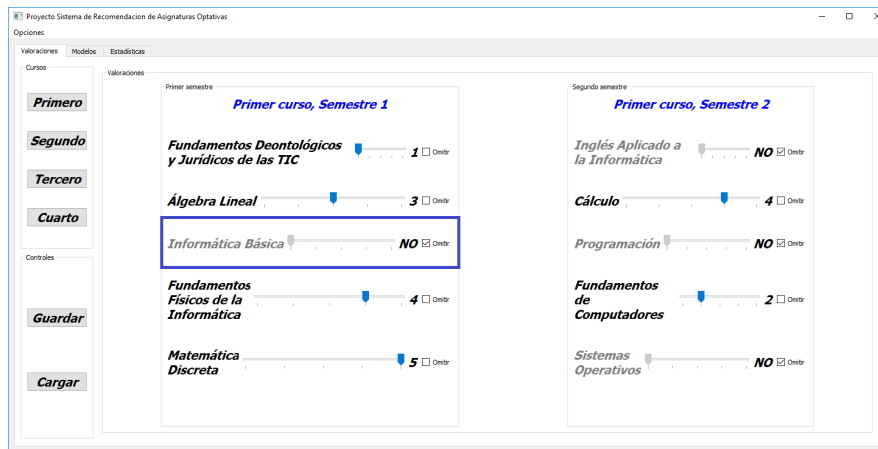 Proyecto Sistema de Recomendacion de Asignaturas Optativas
Opciones
Valoraciones Modelos Estadísticas
Cursos
Primero
Segundo
Tercero
Cuarto
Controles
Guardar
Cargar
Valoraciones
Primer semestre
Primer curso, Semestre 1
Fundamentos Deontológicos
y Jurídicos de las TIC 1 Omitir
Álgebra Lineal 3 Omitir
Informática Básica NO Omitir
Fundamentos
Físicos de la 4 Omitir
Informática
Matemática
Discreta 5 Omitir
Segundo semestre
Primer curso, Semestre 2
Inglés Aplicado a
la Informática NO Omitir
Cálculo 4 Omitir
Programación NO Omitir
Fundamentos
de 2 Omitir
Computadores
Sistemas
Operativos NO Omitir